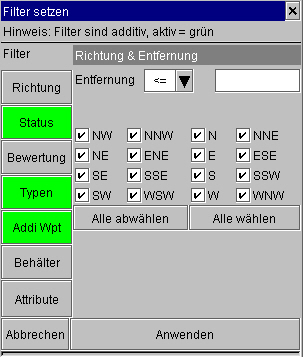 Filter setzen
Hinweis: Filter sind additiv, aktiv = grün
Filter
Richtung & Entfernung
Richtung
Entfernung <=
Status
NW NNW N NNE
Bewertung
NE ENE E ESE
SE SSE S SSW
Typen
SW WSW W WNW
Addi Wpt
Alle abwählen Alle wählen
Behälter
Attribute
Abbrechen Anwenden